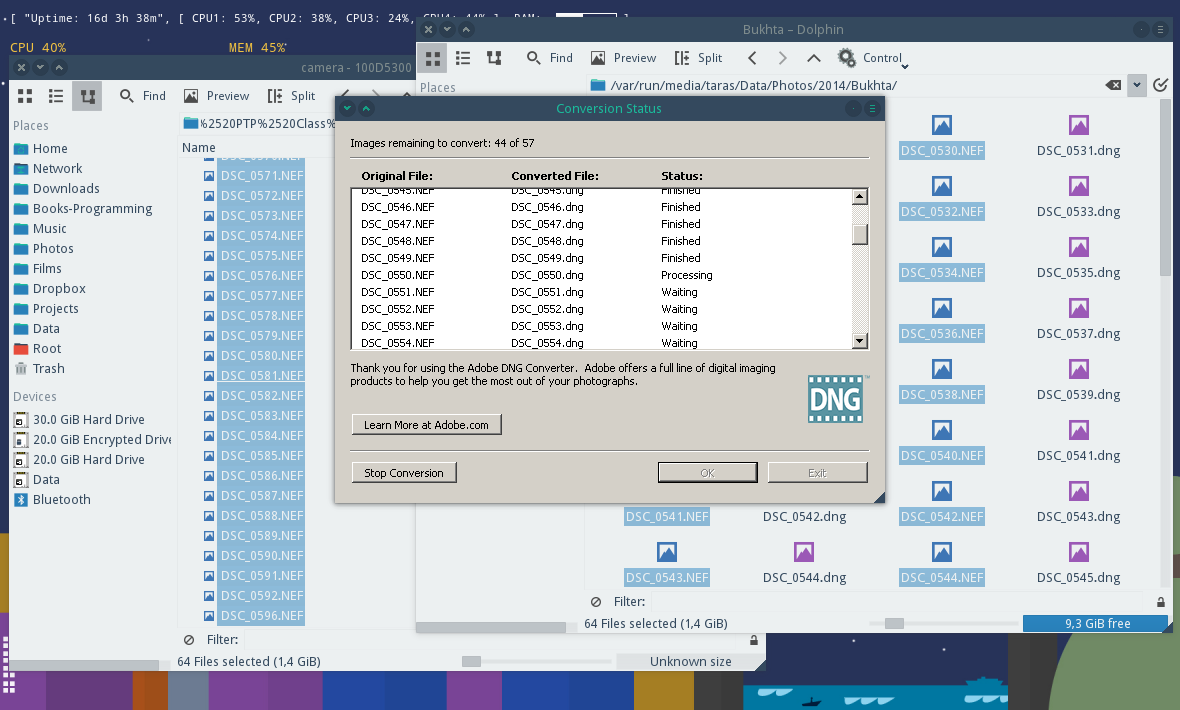 [ "Uptime: 16d 3h 38m", [ CPU1: 53%, CPU2: 38%, CPU3: 24%,
CPU 40% MEM 45%
Bukhta – Dolphin
Find Preview Split Control
Places
/var/run/media/taras/Data/Photos/2014/Bukhta/
DSC_0530.NEF DSC_0531.dng
DSC_0532.NEF DSC_0533.dng
DSC_0534.NEF DSC_0535.dng
DSC_0536.NEF DSC_0537.dng
DSC_0538.NEF DSC_0539.dng
DSC_0540.NEF DSC_0541.dng
DSC_0541.NEF DSC_0542.dng DSC_0542.NEF DSC_0543.dng
DSC_0543.NEF DSC_0544.dng DSC_0544.NEF DSC_0545.dng
Filter:
64 Files selected (1,4 GiB)
9,3 GiB free
camera - 100D5300
Find Preview Split
Places
Home
Network
Downloads
Books-Programming
Music
Photos
Films
Dropbox
Projects
Data
Root
Trash
Devices
30.0 GiB Hard Drive
20.0 GiB Encrypted Drive
20.0 GiB Hard Drive
Data
Bluetooth
%2520PTP%2520Class%
Name
DSC_0571.NEF
DSC_0572.NEF
DSC_0573.NEF
DSC_0574.NEF
DSC_0575.NEF
DSC_0576.NEF
DSC_0577.NEF
DSC_0578.NEF
DSC_0579.NEF
DSC_0580.NEF
DSC_0581.NEF
DSC_0582.NEF
DSC_0583.NEF
DSC_0584.NEF
DSC_0585.NEF
DSC_0586.NEF
DSC_0587.NEF
DSC_0588.NEF
DSC_0589.NEF
DSC_0590.NEF
DSC_0591.NEF
DSC_0592.NEF
DSC_0596.NEF
Filter:
64 Files selected (1,4 GiB)
Unknown size
Conversion Status
Images remaining to convert: 44 of 57
Original File: Converted File: Status:
DSC_0545.NEF DSC_0545.dng Finished
DSC_0546.NEF DSC_0546.dng Finished
DSC_0547.NEF DSC_0547.dng Finished
DSC_0548.NEF DSC_0548.dng Finished
DSC_0549.NEF DSC_0549.dng Finished
DSC_0550.NEF DSC_0550.dng Processing
DSC_0551.NEF DSC_0551.dng Waiting
DSC_0552.NEF DSC_0552.dng Waiting
DSC_0553.NEF DSC_0553.dng Waiting
DSC_0554.NEF DSC_0554.dng Waiting
Thank you for using the Adobe DNG Converter. Adobe offers a full line of digital imaging
products to help you get the most out of your photographs.
DNG™
Learn More at Adobe.com
Stop Conversion OK Exit